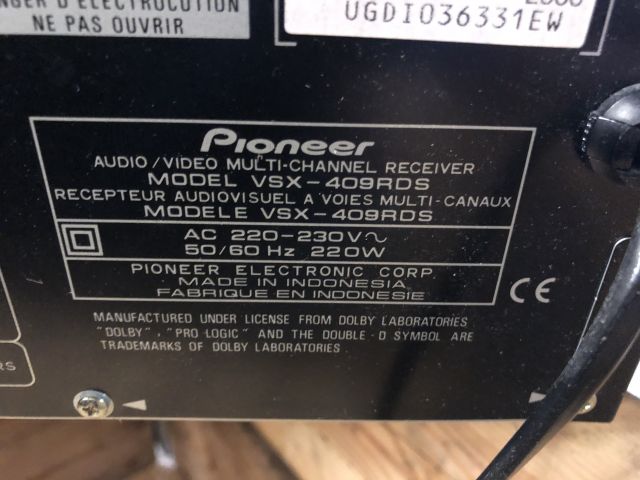 NE PAS OUVRIR
UGDI036331EW
Pioneer
AUDIO/VIDEO MULTI-CHANNEL RECEIVER
MODEL VSX-409RDS
RECEPTEUR AUDIOVISUEL A VOIES MULTI-CANAUX
MODELE VSX-409RDS
AC 220-230V~
50/60 Hz 220W
PIONEER ELECTRONIC CORP.
MADE IN INDONESIA
FABRIQUE EN INDONESIE
CE
MANUFACTURED UNDER LICENSE FROM DOLBY LABORATORIES
"DOLBY", "PRO LOGIC" AND THE DOUBLE-D SYMBOL ARE
TRADEMARKS OF DOLBY LABORATORIES.